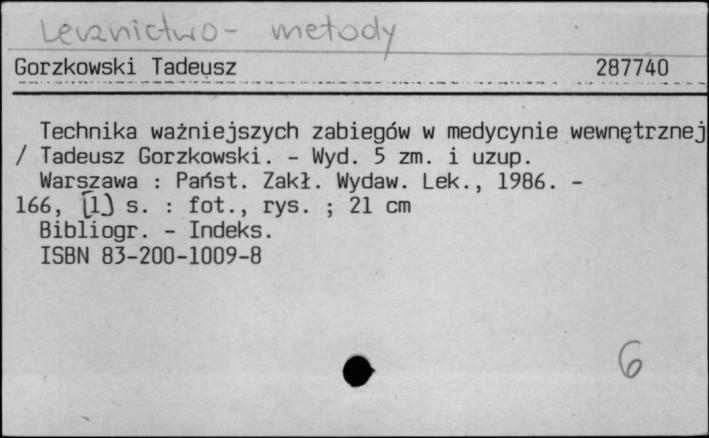 Lecznictwo - metody
Gorzkowski Tadeusz 287740
Technika ważniejszych zabiegów w medycynie wewnętrznej
/ Tadeusz Gorzkowski. - Wyd. 5 zm. i uzup.
Warszawa : Państ. Zakł. Wydaw. Lek., 1986. -
166, [1] s. : fot., rys. ; 21 cm
Bibliogr. - Indeks.
ISBN 83-200-1009-8
6